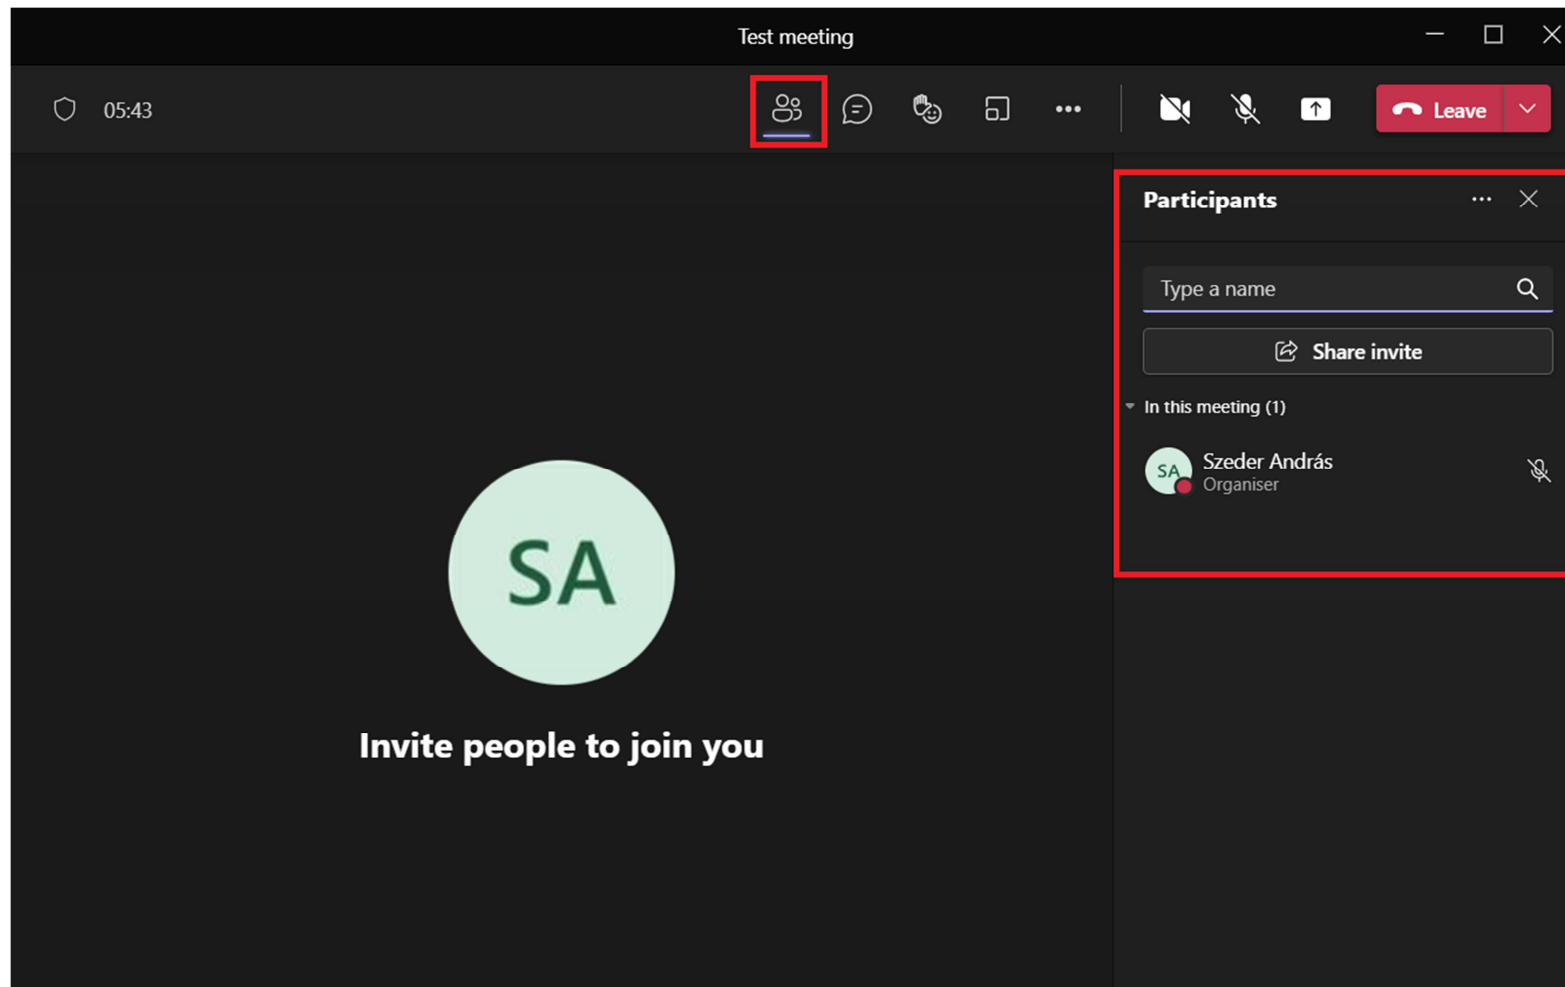 Test meeting
05:43
Leave
Participants
Type a name
Share invite
In this meeting (1)
SA
Szeder András
Organiser
SA
Invite people to join you